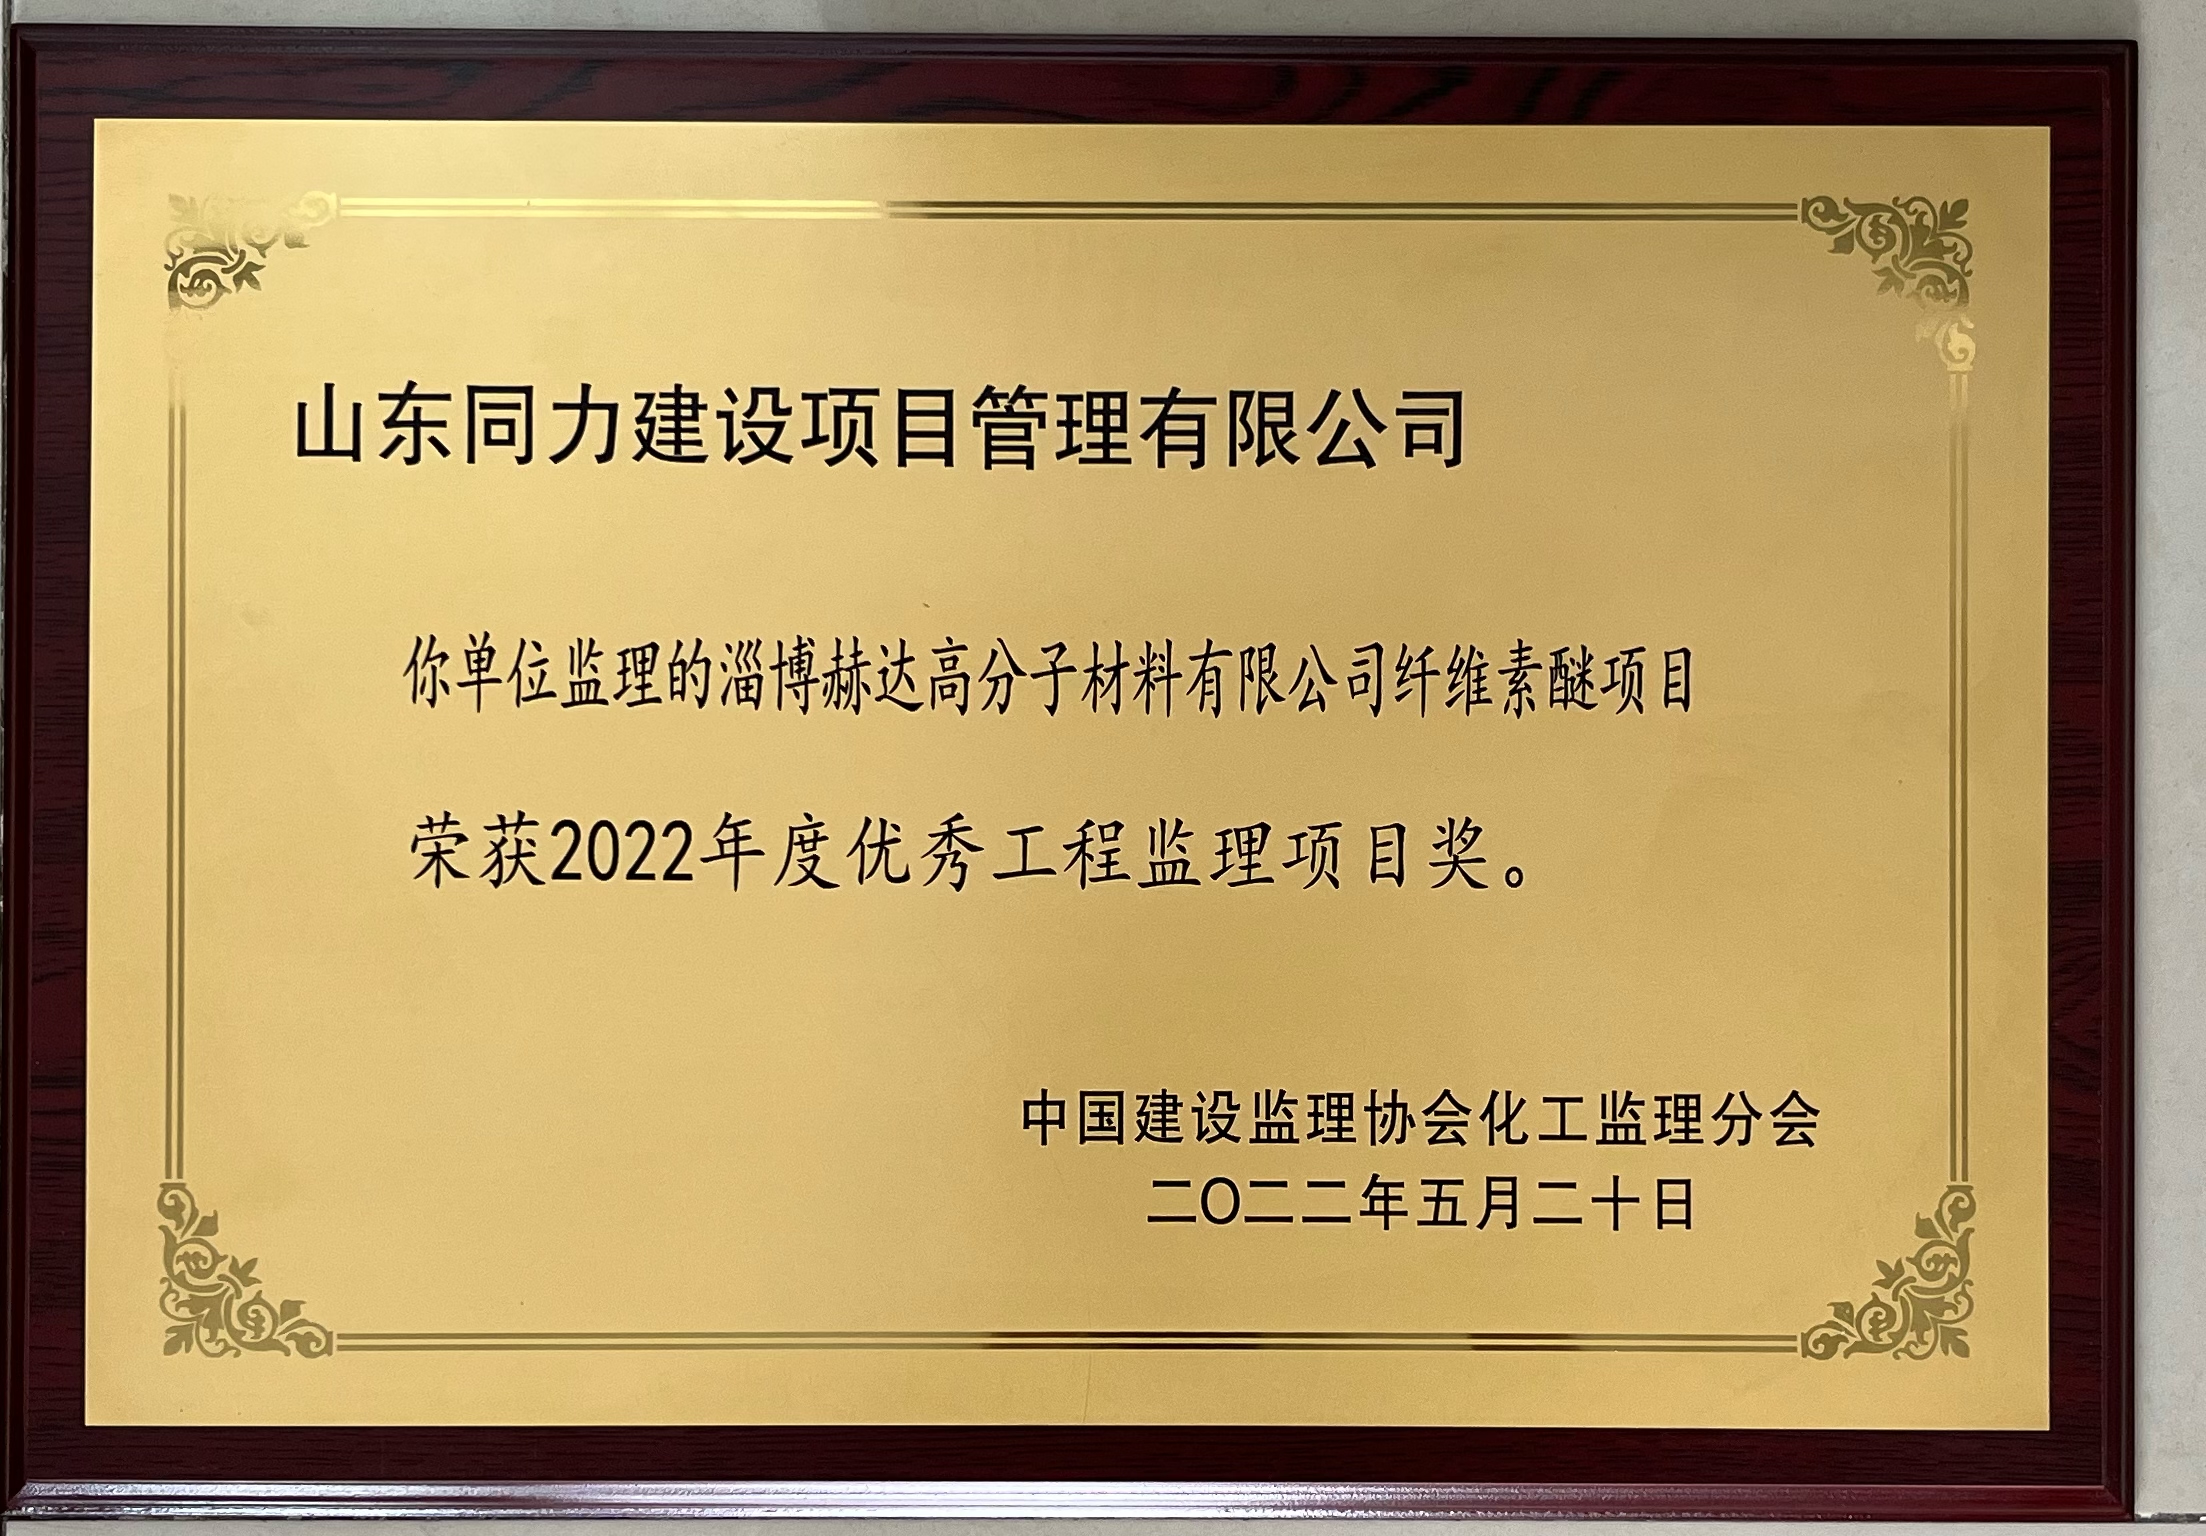 山东同力建设项目管理有限公司
你单位监理的淄博赫达高分子材料有限公司纤维素醚项目
荣获2022年度优秀工程监理项目奖。
中国建设监理协会化工监理分会
二〇二二年五月二十日